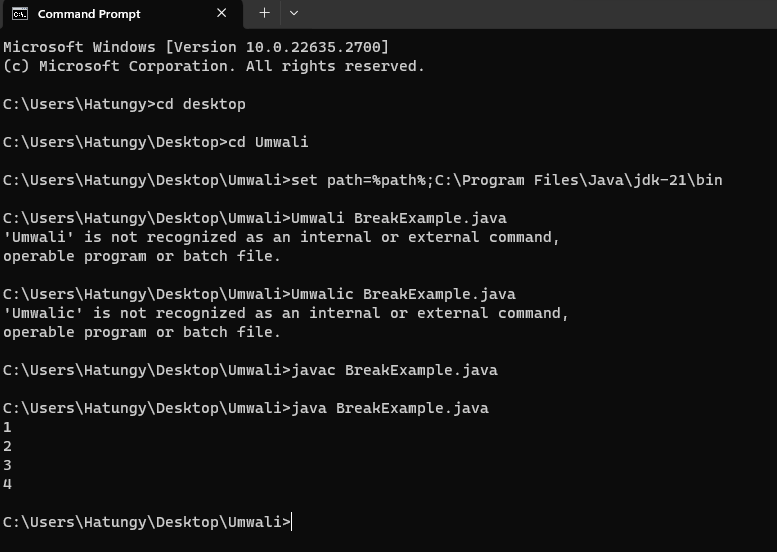 Command Prompt
Microsoft Windows [Version 10.0.22635.2700]
(c) Microsoft Corporation. All rights reserved.
C:\Users\Hatungy>cd desktop
C:\Users\Hatungy\Desktop>cd Umwali
C:\Users\Hatungy\Desktop\Umwali>set path=%path%;C:\Program Files\Java\jdk-21\bin
C:\Users\Hatungy\Desktop\Umwali>Umwali BreakExample.java
'Umwali' is not recognized as an internal or external command,
operable program or batch file.
C:\Users\Hatungy\Desktop\Umwali>Umwalic BreakExample.java
'Umwalic' is not recognized as an internal or external command,
operable program or batch file.
C:\Users\Hatungy\Desktop\Umwali>javac BreakExample.java
C:\Users\Hatungy\Desktop\Umwali>java BreakExample.java
1
2
3
4
C:\Users\Hatungy\Desktop\Umwali>